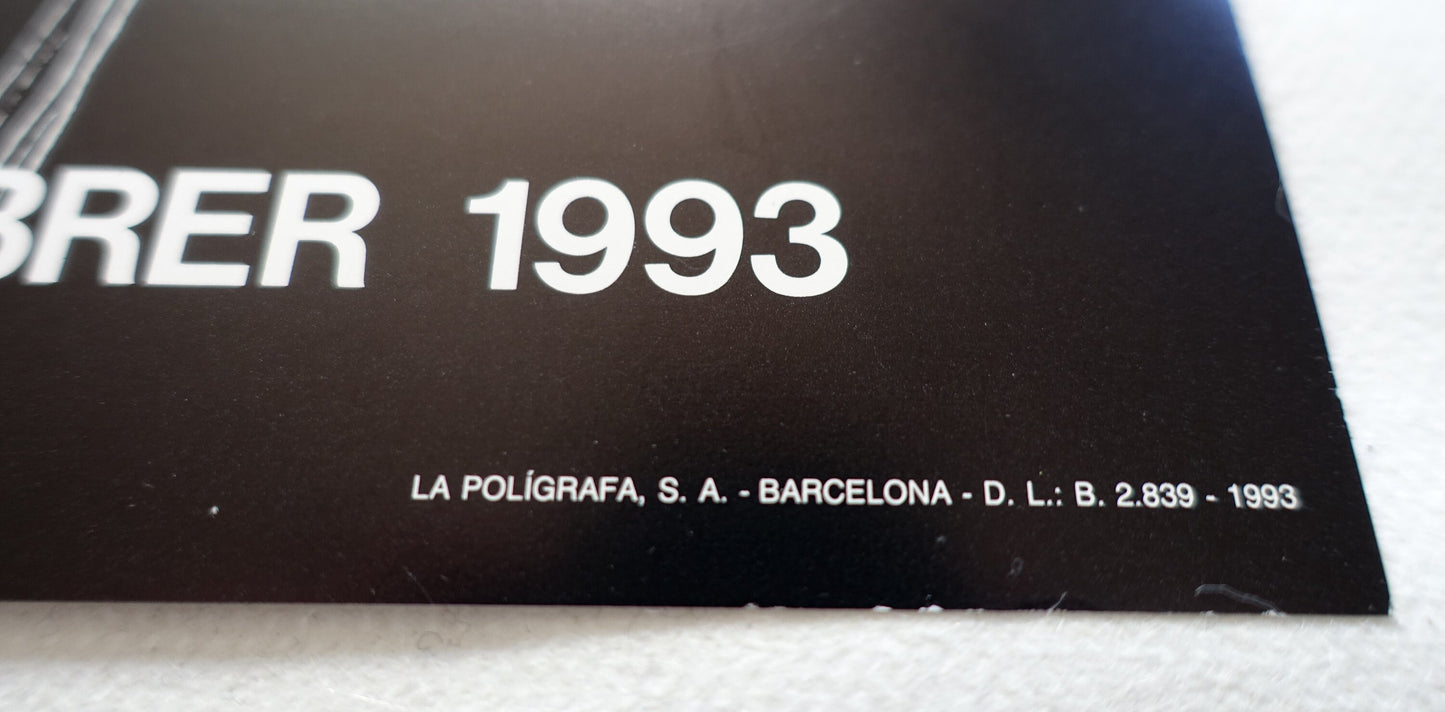 BRER 1993
LA POLÍGRAFA, S. A. - BARCELONA - D. L.: B. 2.839 - 1993